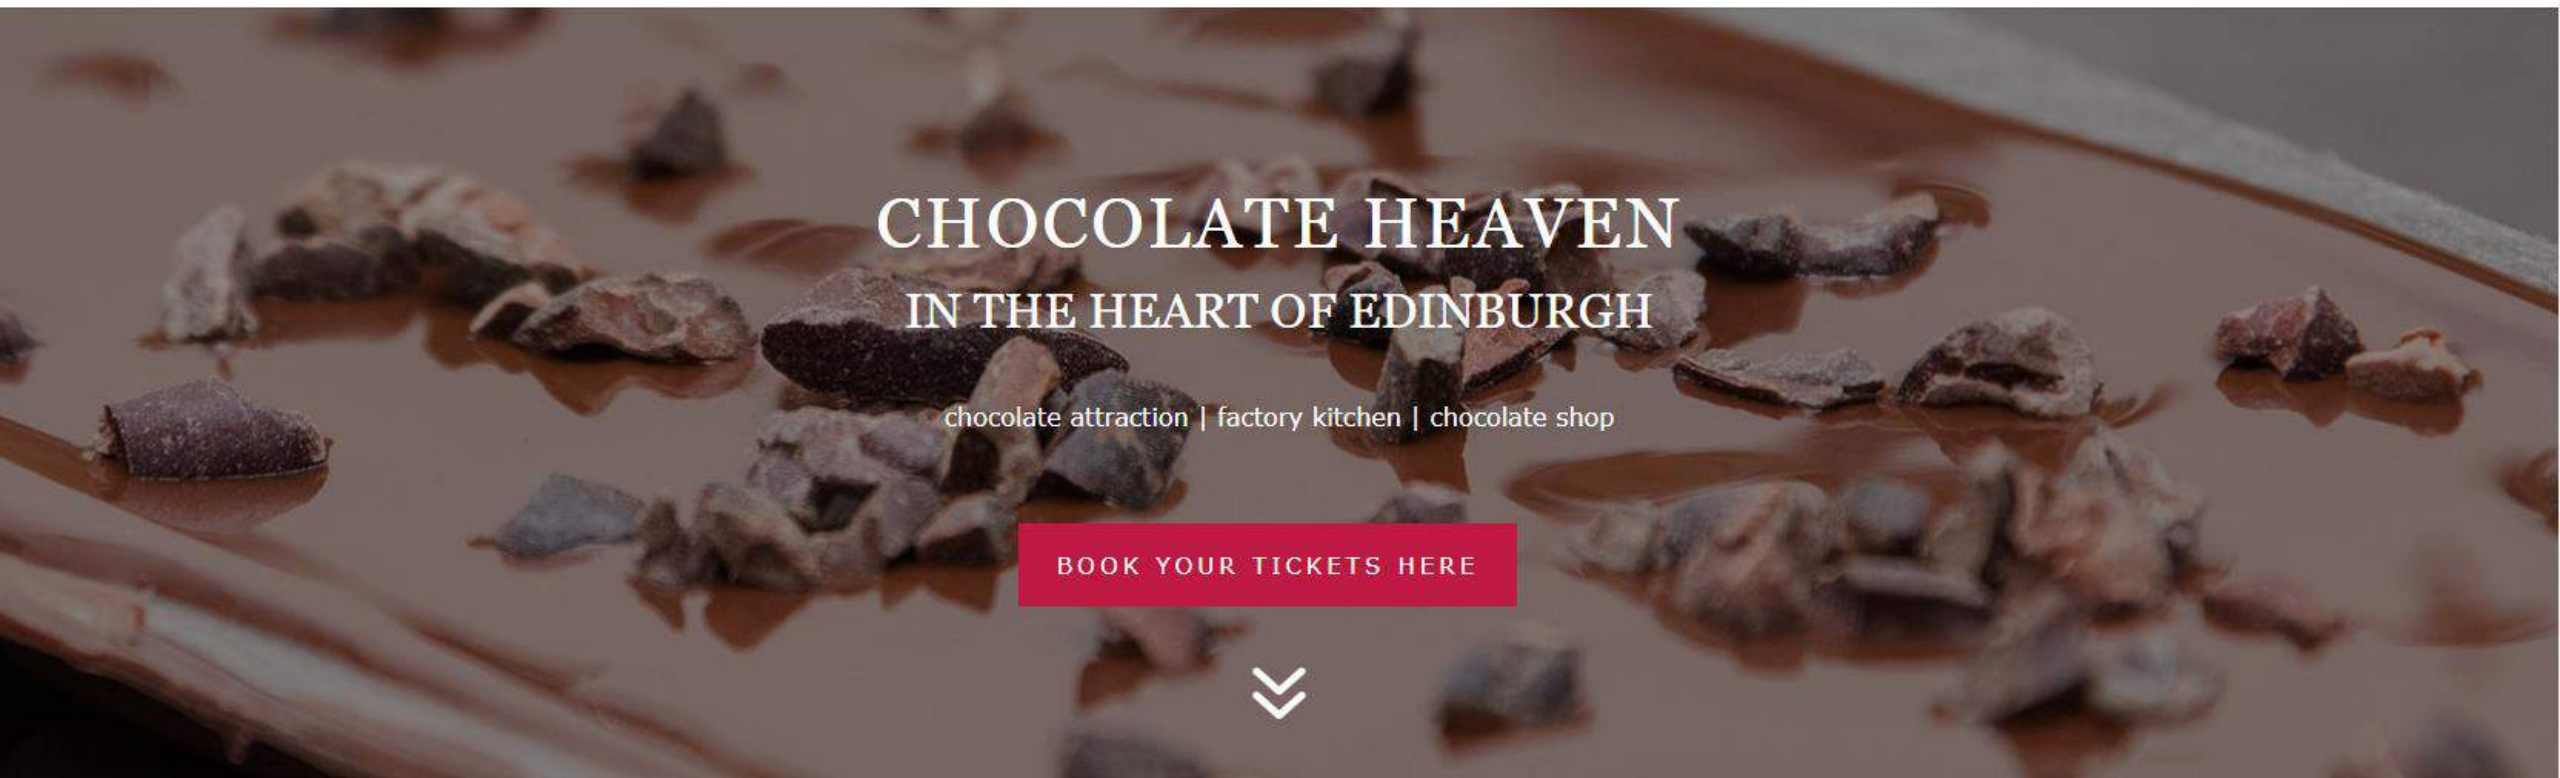 CHOCOLATE HEAVEN
IN THE HEART OF EDINBURGH
chocolate attraction | factory kitchen | chocolate shop
BOOK YOUR TICKETS HERE